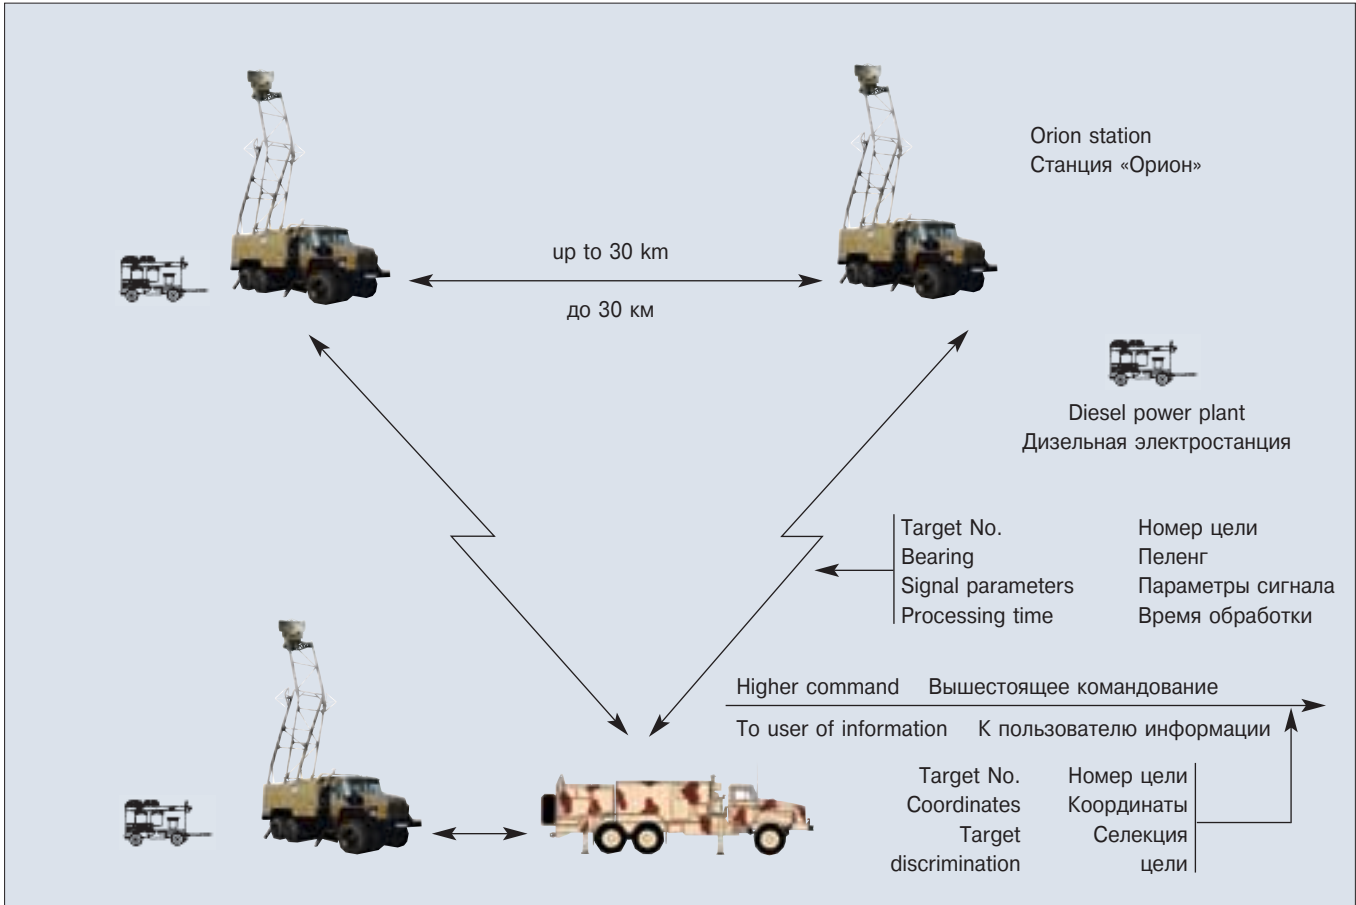 Orion station
Станция «Орион»
up to 30 km
до 30 км
Diesel power plant
Дизельная электростанция
Target No. Номер цели
Bearing Пеленг
Signal parameters Параметры сигнала
Processing time Время обработки
Higher command Вышестоящее командование
To user of information К пользователю информации
Target No. Номер цели
Coordinates Координаты
Target Селекция
discrimination цели